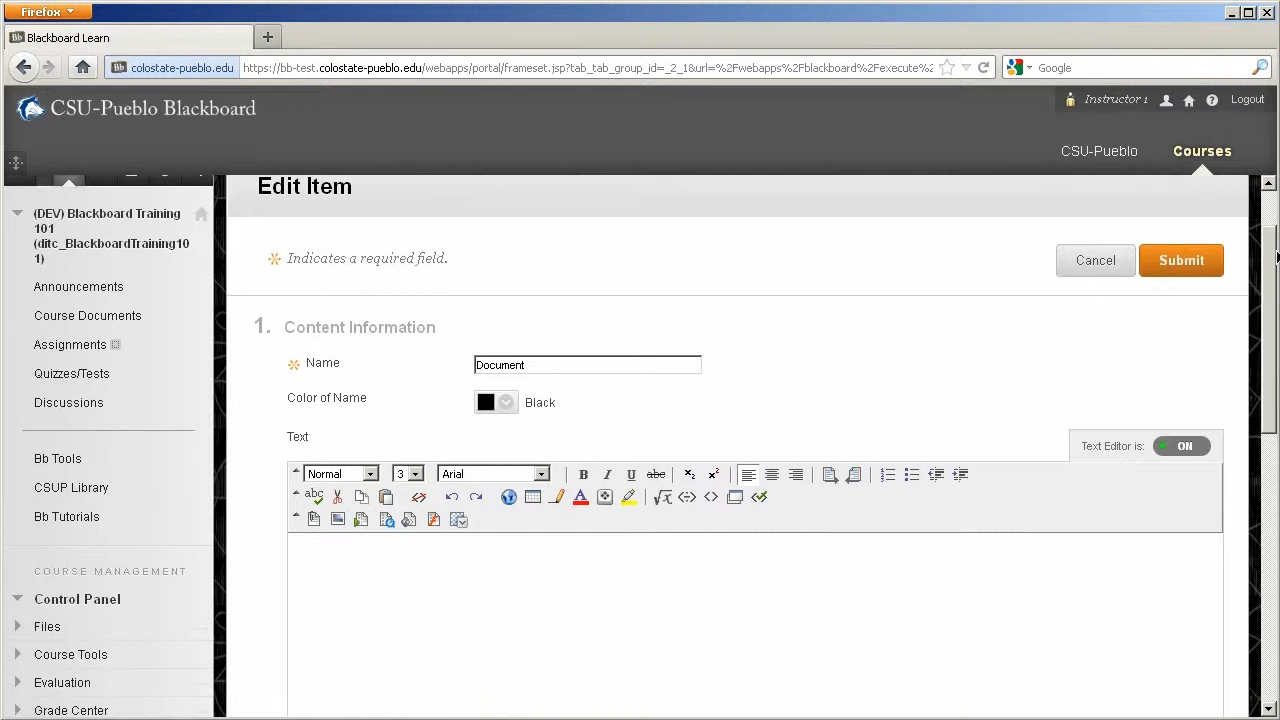 Firefox
Bb Blackboard Learn
Bb colostate-pueblo.edu https://bb-test.colostate-pueblo.edu/webapps/portal/frameset.jsp?tab_tab_group_id=_2_1&url=%2Fwebapps%2Fblackboard%2Fexecute% Google
CSU-Pueblo Blackboard
Instructor 1 Logout
CSU-Pueblo Courses
Edit Item
(DEV) Blackboard Training
101
(ditc_BlackboardTraining10
1)
Announcements
Course Documents
Assignments
Quizzes/Tests
Discussions
Bb Tools
CSUP Library
Bb Tutorials
COURSE MANAGEMENT
Control Panel
Files
Course Tools
Evaluation
Grade Center
Indicates a required field.
Cancel Submit
1. Content Information
Name Document
Color of Name Black
Text
Text Editor is: ON
Normal 3 Arial B I U abc
abc